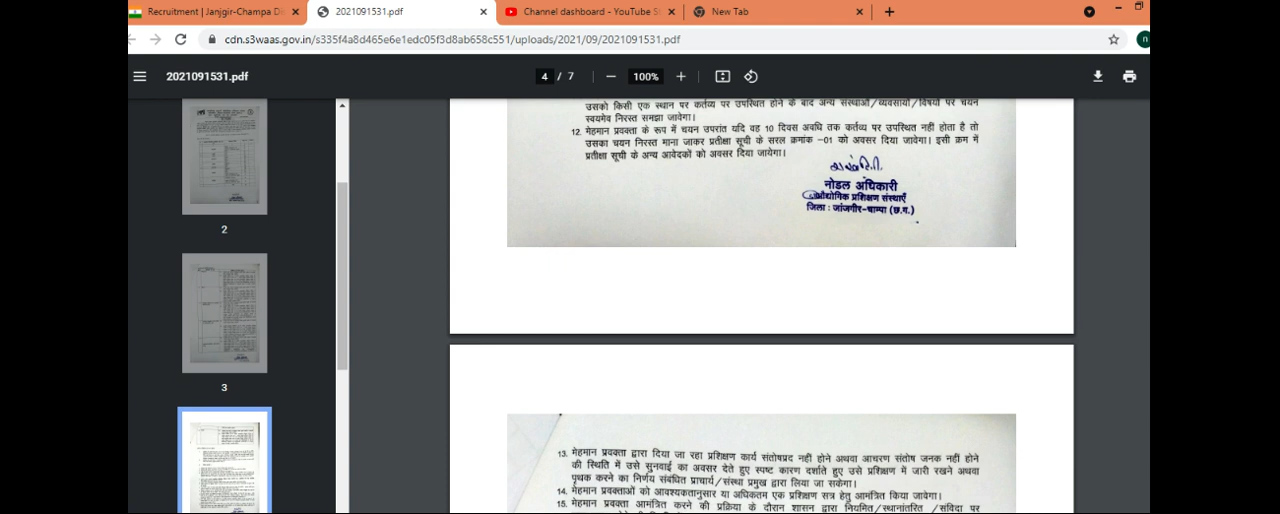 Recruitment | Janjgir-Champa Di
2021091531.pdf
Channel dashboard - YouTube S
New Tab
cdn.s3waas.gov.in/s335f4a8d465e6e1edc05f3d8ab658c551/uploads/2021/09/2021091531.pdf
n
2021091531.pdf
4 / 7
100%
2
3
उसको किसी एक स्थान पर कर्तव्य पर उपस्थित होने के बाद अन्य संस्थाओं/व्यवसायों/विषयों पर चयन
स्वयमेव निरस्त समझा जावेगा।
12. मेहमान प्रवक्ता के रूप में चयन उपरांत यदि वह 10 दिवस अवधि तक कर्तव्य पर उपस्थित नहीं होता है तो
उसका चयन निरस्त माना जाकर प्रतीक्षा सूची के सरल क्रमांक -01 को अवसर दिया जावेगा। इसी क्रम में
प्रतीक्षा सूची के अन्य आवेदकों को अवसर दिया जायेगा।
नोडल अधिकारी
औद्योगिक प्रशिक्षण संस्थाएँ
जिला : जांजगीर-चाम्पा (छ.ग.)
13. मेहमान प्रवक्ता द्वारा दिया जा रहा प्रशिक्षण कार्य संतोषप्रद नहीं होने अथवा आचरण संतोष जनक नहीं होने
की स्थिति में उसे सुनवाई का अवसर देते हुए स्पष्ट कारण दर्शाते हुए उसे प्रशिक्षण में जारी रखने अथवा
पृथक करने का निर्णय संबंधित प्राचार्य/संस्था प्रमुख द्वारा लिया जा सकेगा।
14. मेहमान प्रवक्ताओं को आवश्यकतानुसार या अधिकतम एक प्रशिक्षण सत्र हेतु आमंत्रित किया जावेगा।
15. मेहमान प्रवक्ता आमंत्रित करने की प्रक्रिया के दौरान शासन द्वारा नियमित/स्थानांतरित /संविदा पर